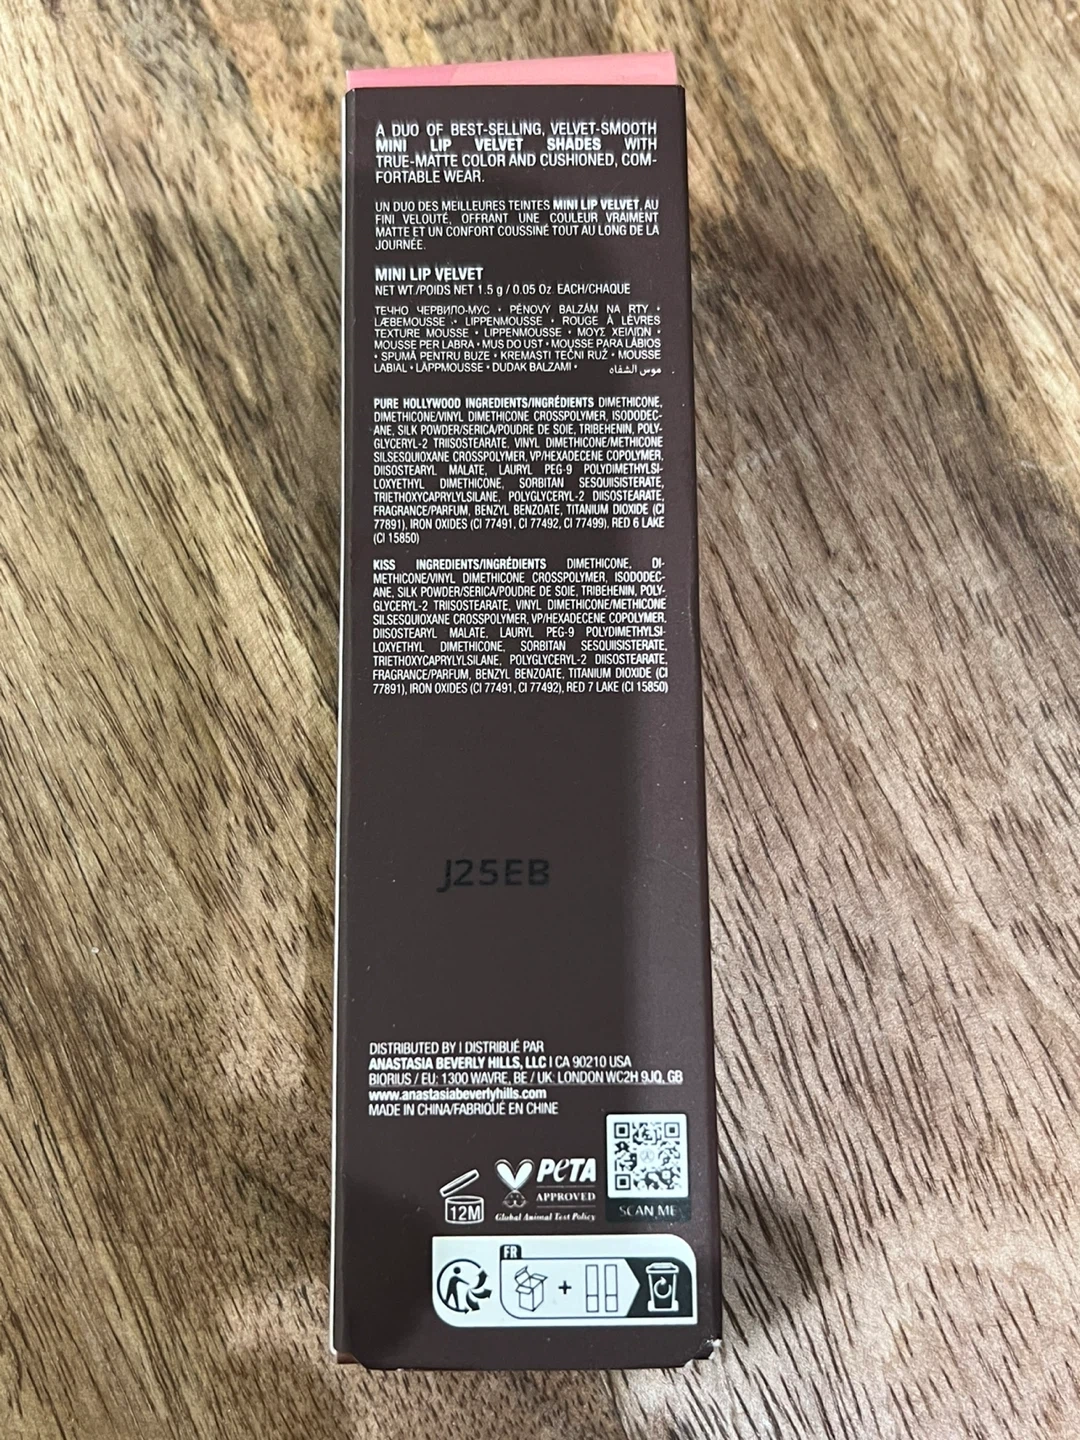 A DUO OF BEST-SELLING, VELVET-SMOOTH
MINI LIP VELVET SHADES WITH
TRUE-MATTE COLOR AND CUSHIONED, COM-
FORTABLE WEAR.
UN DUO DES MEILLEURES TEINTES MINI LIP VELVET, AU
FINI VELOUTÉ, OFFRANT UNE COULEUR VRAIMENT
MATTE ET UN CONFORT COUSSINÉ TOUT AU LONG DE LA
JOURNÉE.
MINI LIP VELVET
NET WT./POIDS NET 1.5 g / 0.05 Oz. EACH/CHAQUE
ТЕЧНО ЧЕРВИЛО-МУС • PĚNOVÝ BALZÁM NA RTY •
LÆBEMOUSSE • LIPPENMOUSSE • ROUGE À LÈVRES
TEXTURE MOUSSE • LIPPENMOUSSE • ΜΟΥΣ ΧΕΙΛΙΩΝ •
MOUSSE PER LABRA • MUS DO UST • MOUSSE PARA LÁBIOS
• SPUMĂ PENTRU BUZE • KREMASTI TEČNI RUŽ • MOUSSE
LABIAL • LÄPPMOUSSE • DUDAK BALZAMI • موس الشفاه
PURE HOLLYWOOD INGREDIENTS/INGRÉDIENTS DIMETHICONE,
DIMETHICONE/VINYL DIMETHICONE CROSSPOLYMER, ISODODEC-
ANE, SILK POWDER/SERICA/POUDRE DE SOIE, TRIBEHENIN, POLY-
GLYCERYL-2 TRIISOSTEARATE, VINYL DIMETHICONE/METHICONE
SILSESQUIOXANE CROSSPOLYMER, VP/HEXADECENE COPOLYMER,
DIISOSTEARYL MALATE, LAURYL PEG-9 POLYDIMETHYLSI-
LOXYETHYL DIMETHICONE, SORBITAN SESQUIISISTERATE,
TRIETHOXYCAPRYLYLSILANE, POLYGLYCERYL-2 DIISOSTEARATE,
FRAGRANCE/PARFUM, BENZYL BENZOATE, TITANIUM DIOXIDE (CI
77891), IRON OXIDES (CI 77491, CI 77492, CI 77499), RED 6 LAKE
(CI 15850)
KISS INGREDIENTS/INGRÉDIENTS DIMETHICONE, DI-
METHICONE/VINYL DIMETHICONE CROSSPOLYMER, ISODODEC-
ANE, SILK POWDER/SERICA/POUDRE DE SOIE, TRIBEHENIN, POLY-
GLYCERYL-2 TRIISOSTEARATE, VINYL DIMETHICONE/METHICONE
SILSESQUIOXANE CROSSPOLYMER, VP/HEXADECENE COPOLYMER,
DIISOSTEARYL MALATE, LAURYL PEG-9 POLYDIMETHYLSI-
LOXYETHYL DIMETHICONE, SORBITAN SESQUIISISTERATE,
TRIETHOXYCAPRYLYLSILANE, POLYGLYCERYL-2 DIISOSTEARATE,
FRAGRANCE/PARFUM, BENZYL BENZOATE, TITANIUM DIOXIDE (CI
77891), IRON OXIDES (CI 77491, CI 77492), RED 7 LAKE (CI 15850)
J25EB
DISTRIBUTED BY | DISTRIBUÉ PAR
ANASTASIA BEVERLY HILLS, LLC | CA 90210 USA
BIORIUS / EU: 1300 WAVRE, BE / UK: LONDON WC2H 9JQ, GB
www.anastasiabeverlyhills.com
MADE IN CHINA/FABRIQUÉ EN CHINE
12M
PETA
APPROVED
Global Animal Test Policy
SCAN ME
FR